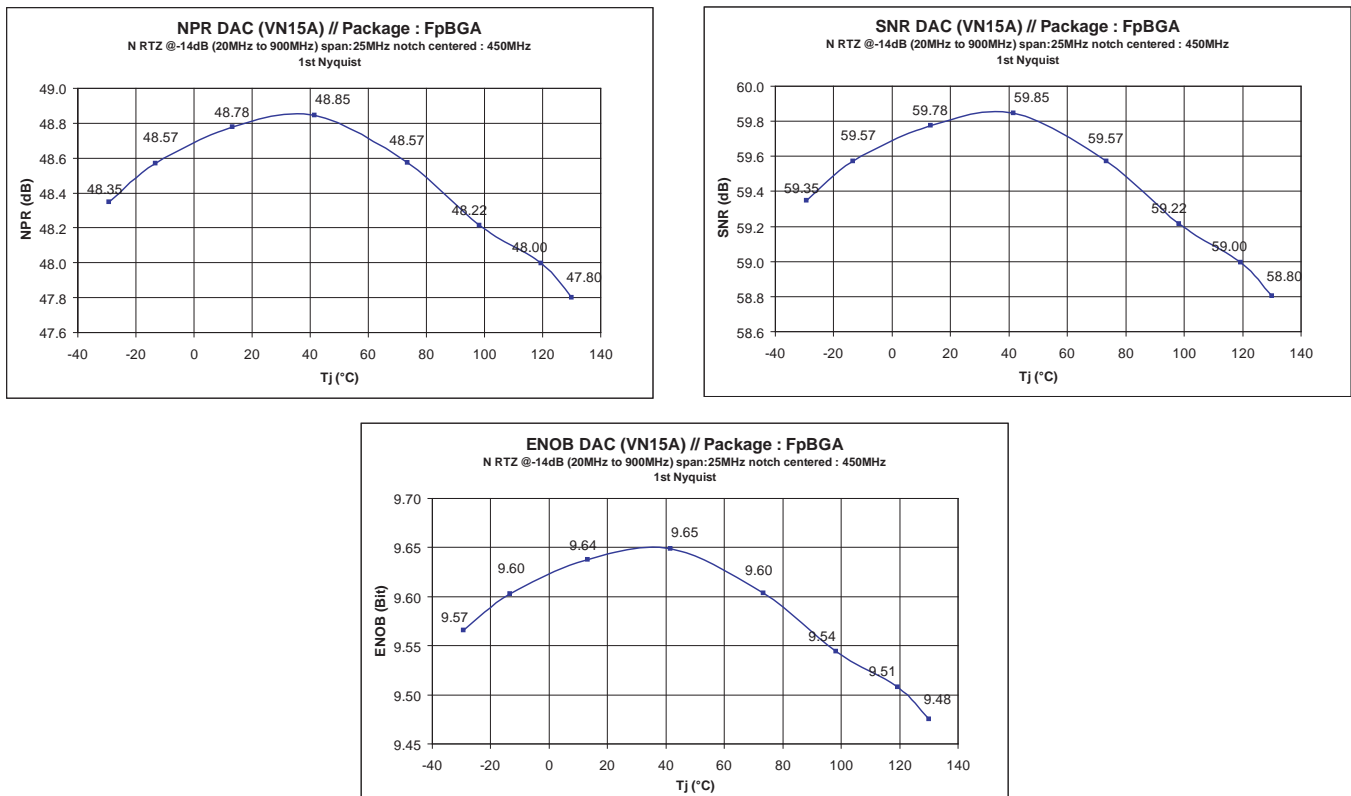 NPR DAC (VN15A) // Package : FpBGA
N RTZ @-14dB (20MHz to 900MHz) span:25MHz notch centered : 450MHz
1st Nyquist
NPR (dB)
49.0
48.8
48.6
48.4
48.2
48.0
47.8
47.6
48.35
48.57
48.78
48.85
48.57
48.22
48.00
47.80
-40 -20 0 20 40 60 80 100 120 140
Tj (°C)
SNR DAC (VN15A) // Package : FpBGA
N RTZ @-14dB (20MHz to 900MHz) span:25MHz notch centered : 450MHz
1st Nyquist
SNR (dB)
60.0
59.8
59.6
59.4
59.2
59.0
58.8
58.6
59.35
59.57
59.78
59.85
59.57
59.22
59.00
58.80
-40 -20 0 20 40 60 80 100 120 140
Tj (°C)
ENOB DAC (VN15A) // Package : FpBGA
N RTZ @-14dB (20MHz to 900MHz) span:25MHz notch centered : 450MHz
1st Nyquist
ENOB (Bit)
9.70
9.65
9.60
9.55
9.50
9.45
9.57
9.60
9.64
9.65
9.60
9.54
9.51
9.48
-40 -20 0 20 40 60 80 100 120 140
Tj (°C)